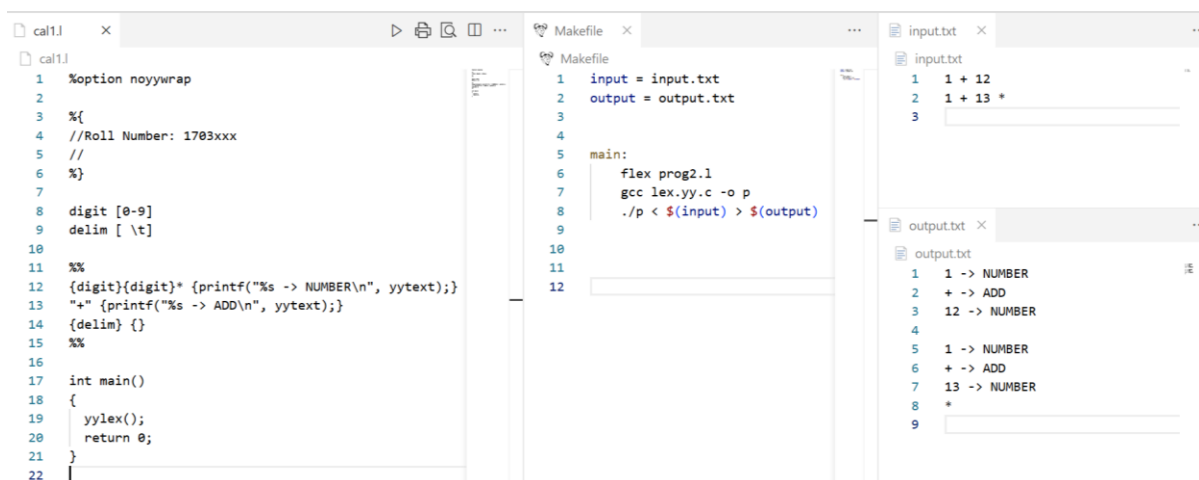 cal1.l
cal1.l
1 %option noyywrap
2
3 %{
4 //Roll Number: 1703xxx
5 //
6 %}
7
8 digit [0-9]
9 delim [ \t]
10
11 %%
12 {digit}{digit}* {printf("%s -> NUMBER\n", yytext);}
13 "+" {printf("%s -> ADD\n", yytext);}
14 {delim} {}
15 %%
16
17 int main()
18 {
19   yylex();
20   return 0;
21 }
22
Makefile
Makefile
1 input = input.txt
2 output = output.txt
3
4
5 main:
6     flex prog2.l
7     gcc lex.yy.c -o p
8     ./p < $(input) > $(output)
9
10
11
12
input.txt
input.txt
1 1 + 12
2 1 + 13 *
3
output.txt
output.txt
1 1 -> NUMBER
2 + -> ADD
3 12 -> NUMBER
4
5 1 -> NUMBER
6 + -> ADD
7 13 -> NUMBER
8 *
9